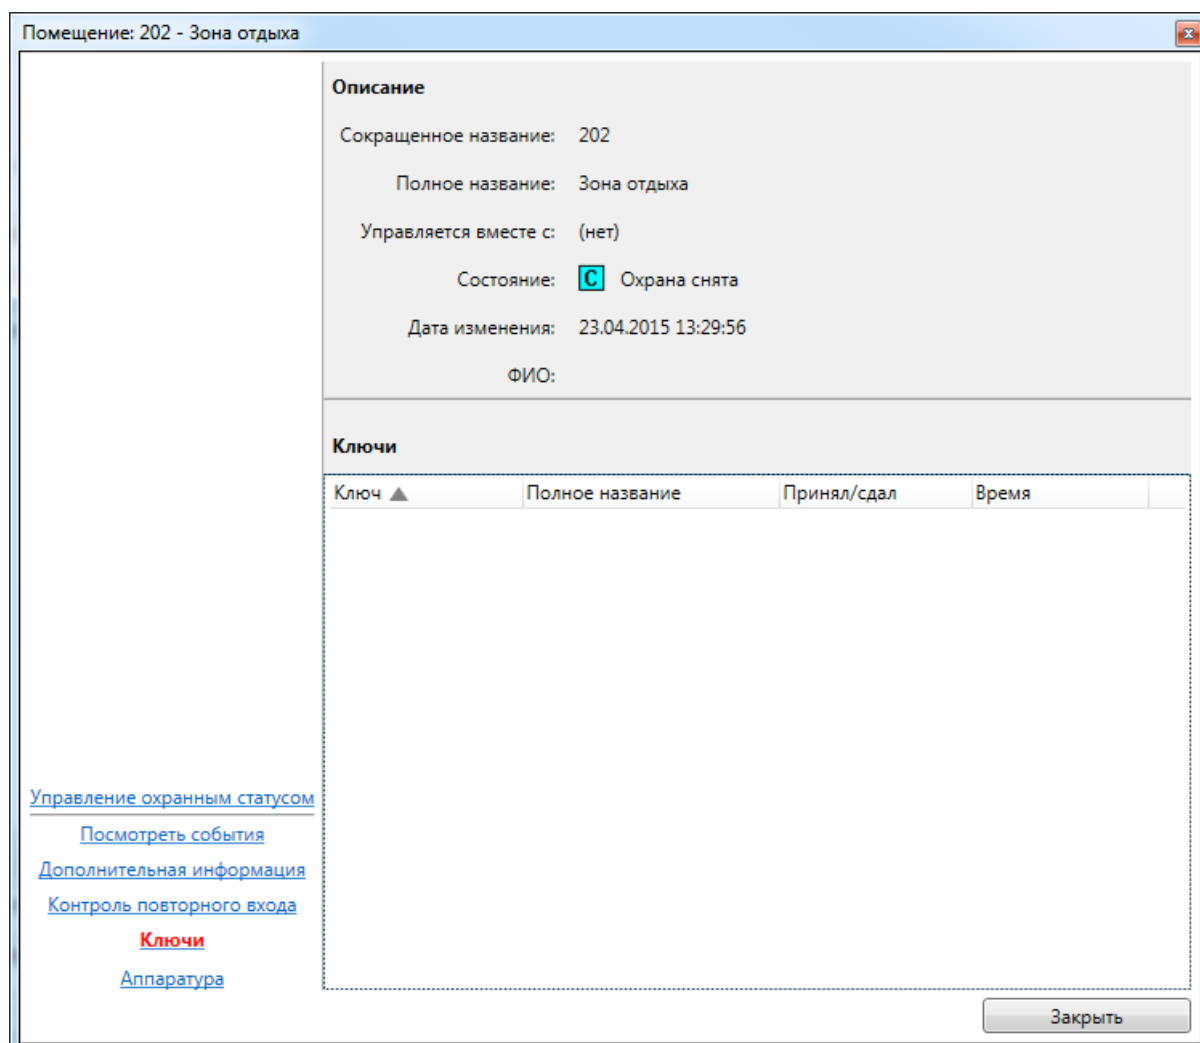 Помещение: 202 - Зона отдыха
Описание
Сокращенное название: 202
Полное название: Зона отдыха
Управляется вместе с: (нет)
Состояние: C Охрана снята
Дата изменения: 23.04.2015 13:29:56
ФИО:
Ключи
Ключ Полное название Принял/сдал Время
Управление охранным статусом
Посмотреть события
Дополнительная информация
Контроль повторного входа
Ключи
Аппаратура
Закрыть